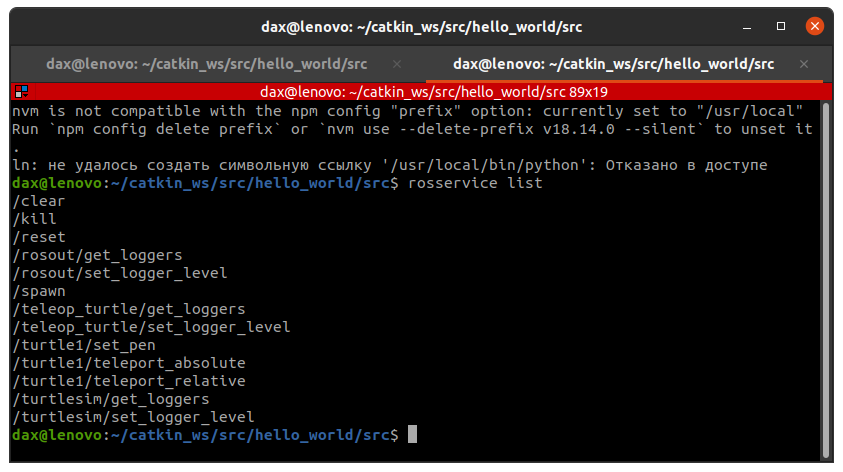 dax@lenovo: ~/catkin_ws/src/hello_world/src
dax@lenovo: ~/catkin_ws/src/hello_world/src
dax@lenovo: ~/catkin_ws/src/hello_world/src
dax@lenovo: ~/catkin_ws/src/hello_world/src 89x19
nvm is not compatible with the npm config "prefix" option: currently set to "/usr/local"
Run `npm config delete prefix` or `nvm use --delete-prefix v18.14.0 --silent` to unset it
.
ln: не удалось создать символьную ссылку '/usr/local/bin/python': Отказано в доступе
dax@lenovo:~/catkin_ws/src/hello_world/src$ rosservice list
/clear
/kill
/reset
/rosout/get_loggers
/rosout/set_logger_level
/spawn
/teleop_turtle/get_loggers
/teleop_turtle/set_logger_level
/turtle1/set_pen
/turtle1/teleport_absolute
/turtle1/teleport_relative
/turtlesim/get_loggers
/turtlesim/set_logger_level
dax@lenovo:~/catkin_ws/src/hello_world/src$